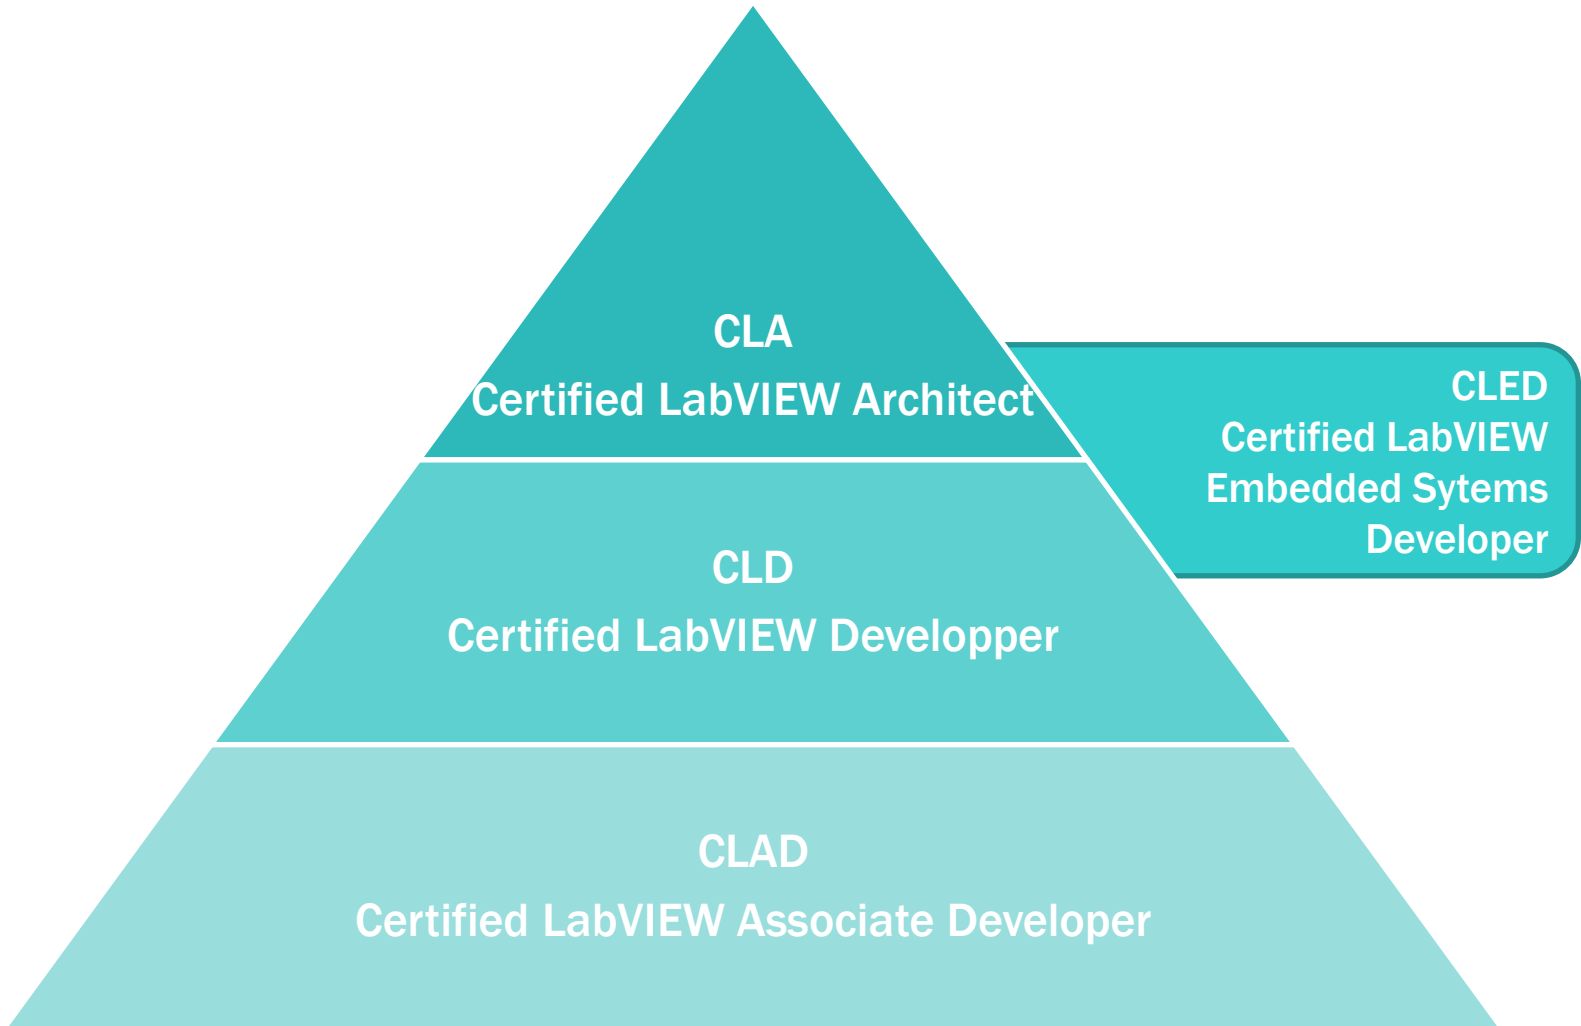 CLA
Certified LabVIEW Architect
CLED
Certified LabVIEW
Embedded Sytems
Developer
CLD
Certified LabVIEW Developper
CLAD
Certified LabVIEW Associate Developer